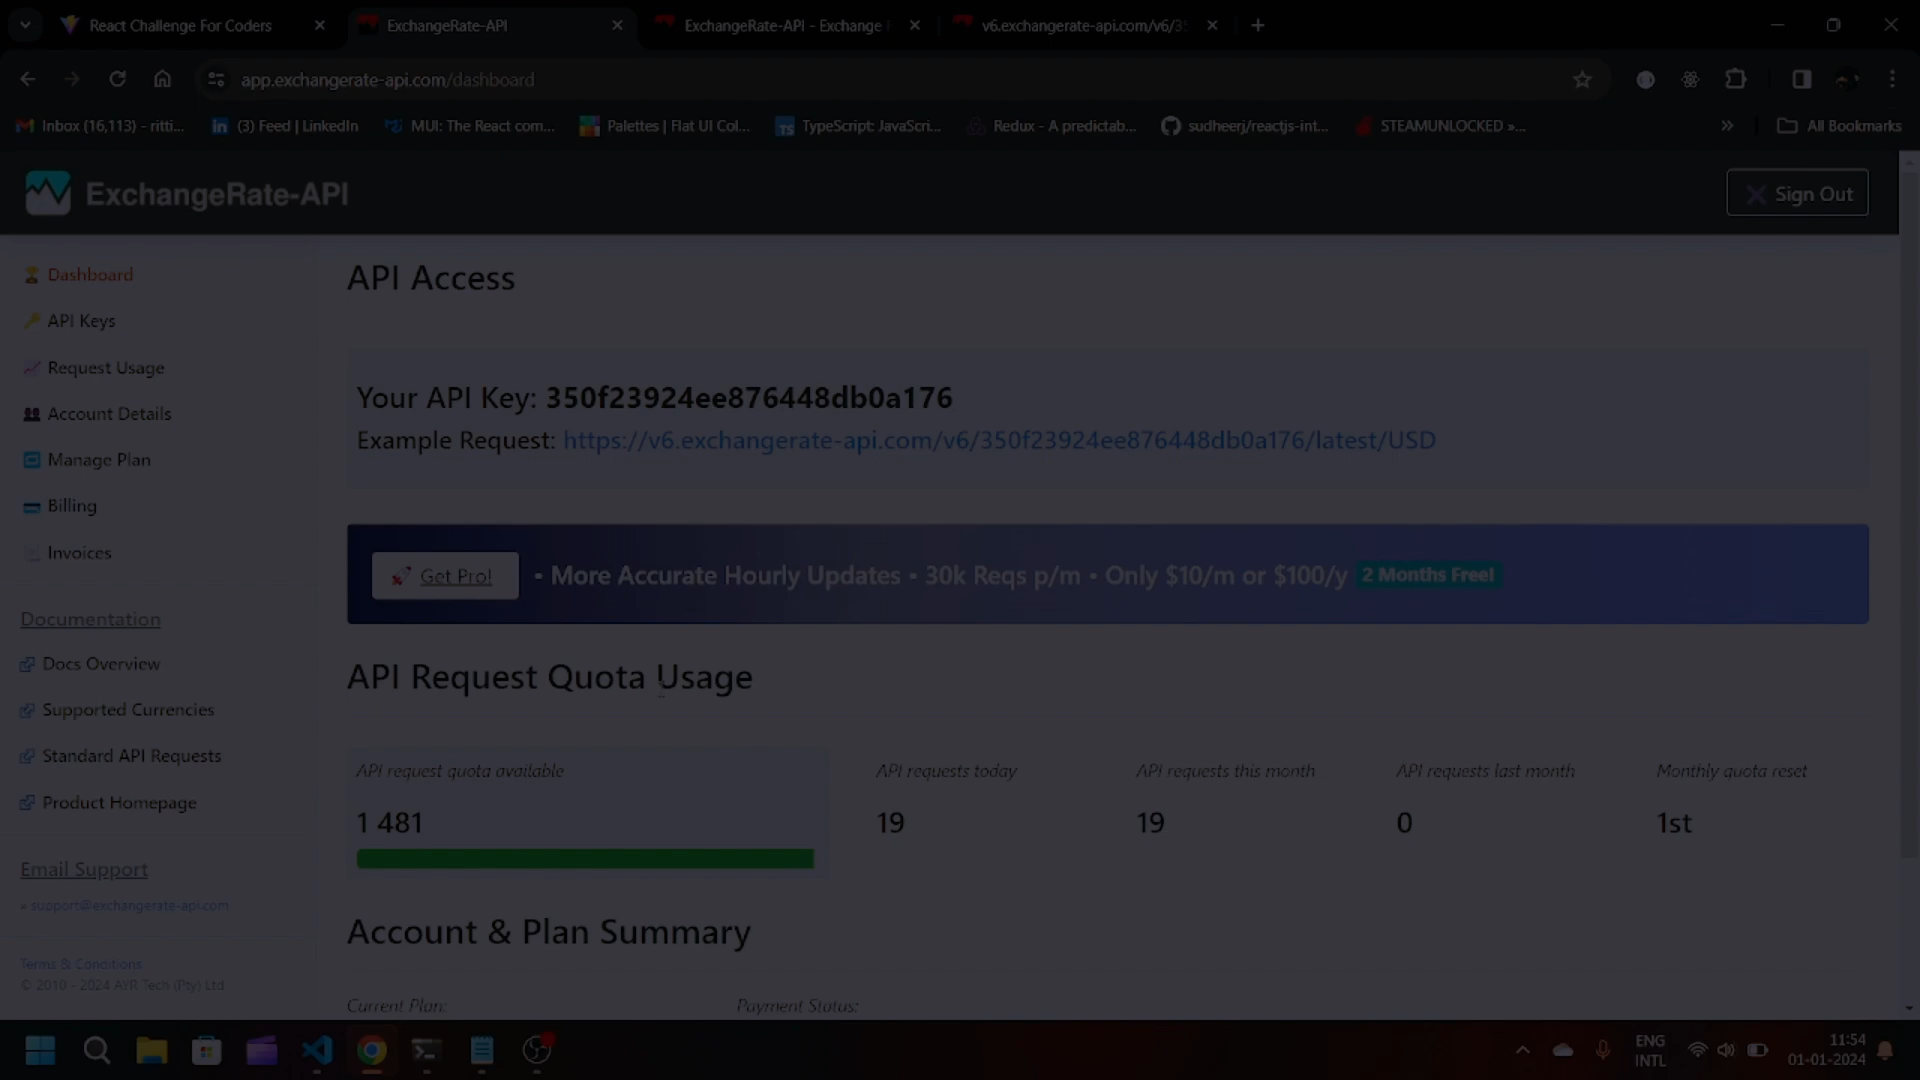 React Challenge For Coders
ExchangeRate-API
ExchangeRate-API - Exchange
v6.exchangerate-api.com/v6/3
app.exchangerate-api.com/dashboard
Inbox (16,113) - ritti...
(3) Feed | LinkedIn
MUI: The React com...
Palettes | Flat UI Col...
TypeScript: JavaScri...
Redux - A predictab...
sudheerj/reactjs-int...
STEAMUNLOCKED »...
All Bookmarks
ExchangeRate-API
Sign Out
Dashboard
API Keys
Request Usage
Account Details
Manage Plan
Billing
Invoices
Documentation
Docs Overview
Supported Currencies
Standard API Requests
Product Homepage
Email Support
support@exchangerate-api.com
Terms & Conditions
© 2010 - 2024 AYR Tech (Pty) Ltd
API Access
Your API Key: 350f23924ee876448db0a176
Example Request: https://v6.exchangerate-api.com/v6/350f23924ee876448db0a176/latest/USD
Get Pro! • More Accurate Hourly Updates • 30k Reqs p/m • Only $10/m or $100/y 2 Months Free!
API Request Quota Usage
API request quota available
1 481
API requests today
19
API requests this month
19
API requests last month
0
Monthly quota reset
1st
Account & Plan Summary
Current Plan:
Payment Status:
ENG
INTL
11:54
01-01-2024